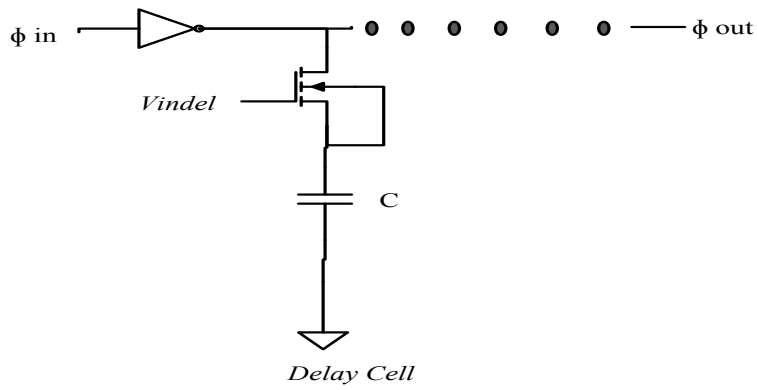 ϕ in
ϕ out
Vindel
C
Delay Cell